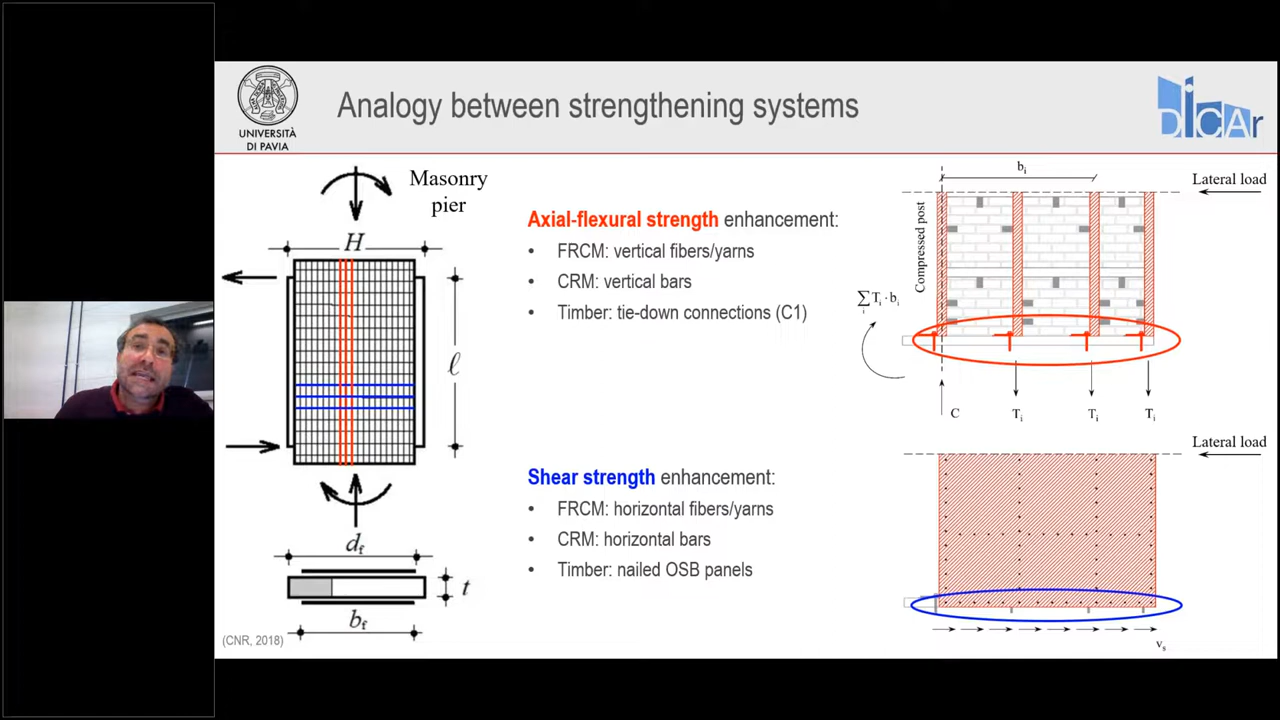 UNIVERSITÀ
DI PAVIA
Analogy between strengthening systems
DICAr
Masonry
pier
H
ℓ
d_f
t
b_f
(CNR, 2018)
Axial-flexural strength enhancement:
• FRCM: vertical fibers/yarns
• CRM: vertical bars
• Timber: tie-down connections (C1)
Shear strength enhancement:
• FRCM: horizontal fibers/yarns
• CRM: horizontal bars
• Timber: nailed OSB panels
b_i
Lateral load
Compressed post
∑ T_i · b_i
i
C
T_i
T_i
T_i
Lateral load
v_s